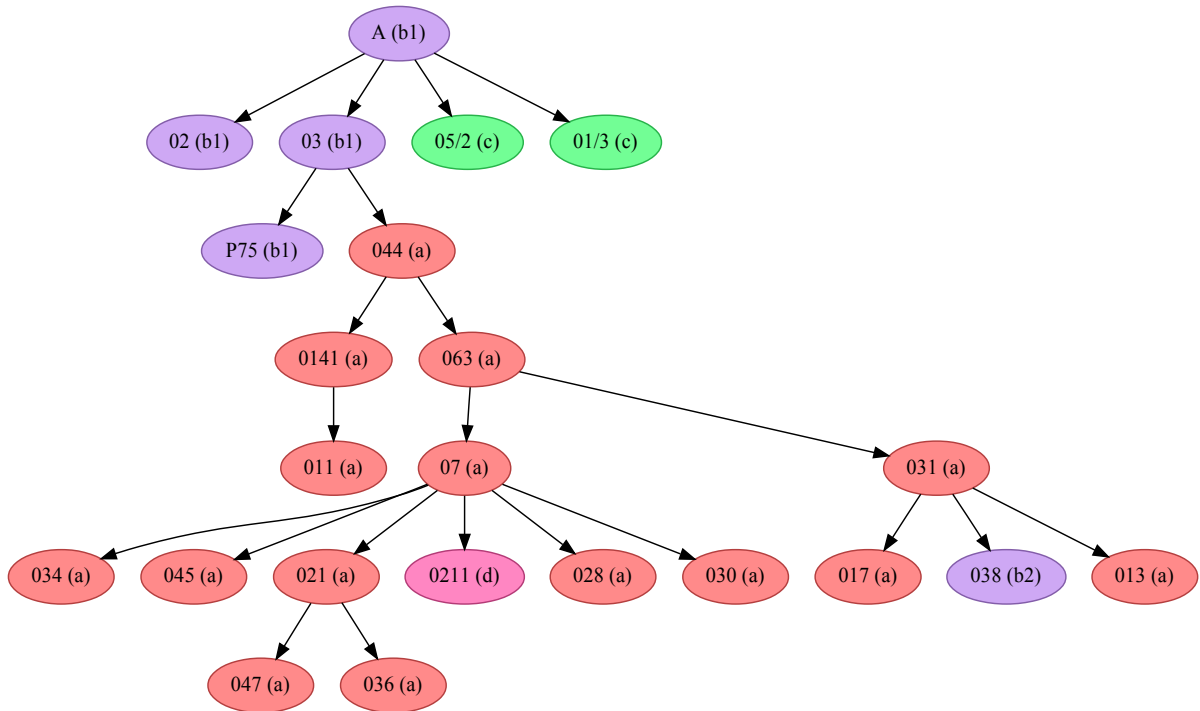 A (b1)
02 (b1)
03 (b1)
05/2 (c)
01/3 (c)
P75 (b1)
044 (a)
0141 (a)
063 (a)
011 (a)
07 (a)
031 (a)
034 (a)
045 (a)
021 (a)
0211 (d)
028 (a)
030 (a)
017 (a)
038 (b2)
013 (a)
047 (a)
036 (a)